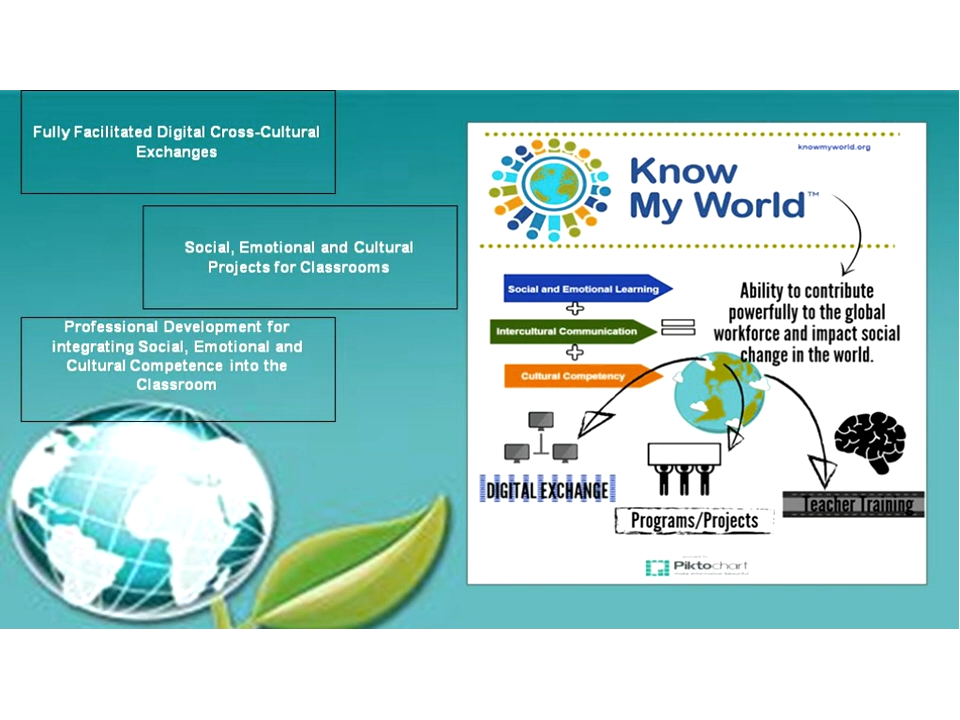 Fully Facilitated Digital Cross-Cultural
Exchanges
Social, Emotional and Cultural
Projects for Classrooms
Professional Development for
integrating Social, Emotional and
Cultural Competence into the
Classroom
knowmyworld.org
Know
My World™
Social and Emotional Learning
Intercultural Communication
Cultural Competency
Ability to contribute
powerfully to the global
workforce and impact social
change in the world.
DIGITAL EXCHANGE
Programs/Projects
Teacher Training
Piktochart